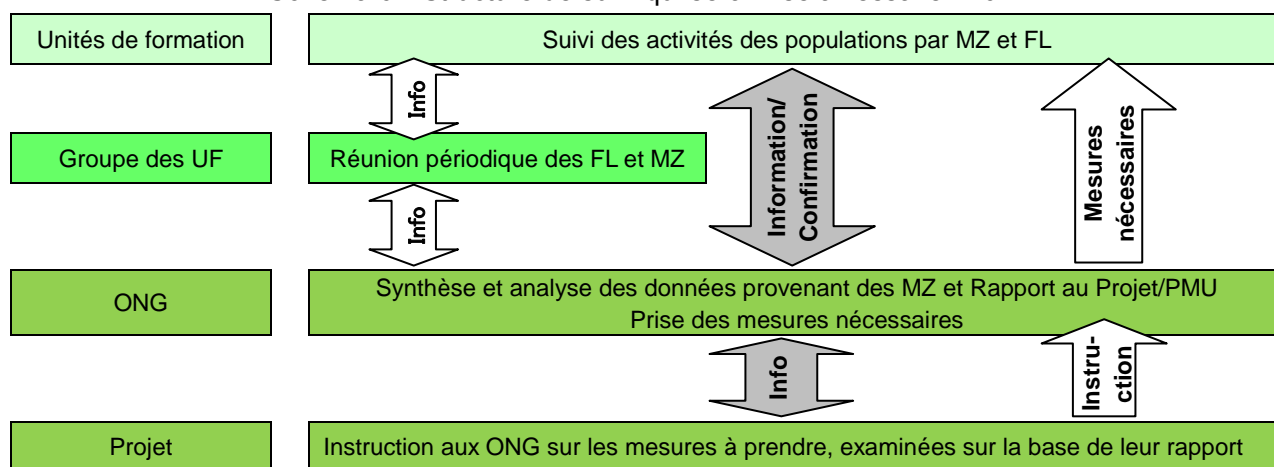 Unités de formation
Suivi des activités des populations par MZ et FL
Info
Information/
Confirmation
Mesures
nécessaires
Groupe des UF
Réunion périodique des FL et MZ
Info
ONG
Synthèse et analyse des données provenant des MZ et Rapport au Projet/PMU
Prise des mesures nécessaires
Info
Instru-
ction
Projet
Instruction aux ONG sur les mesures à prendre, examinées sur la base de leur rapport